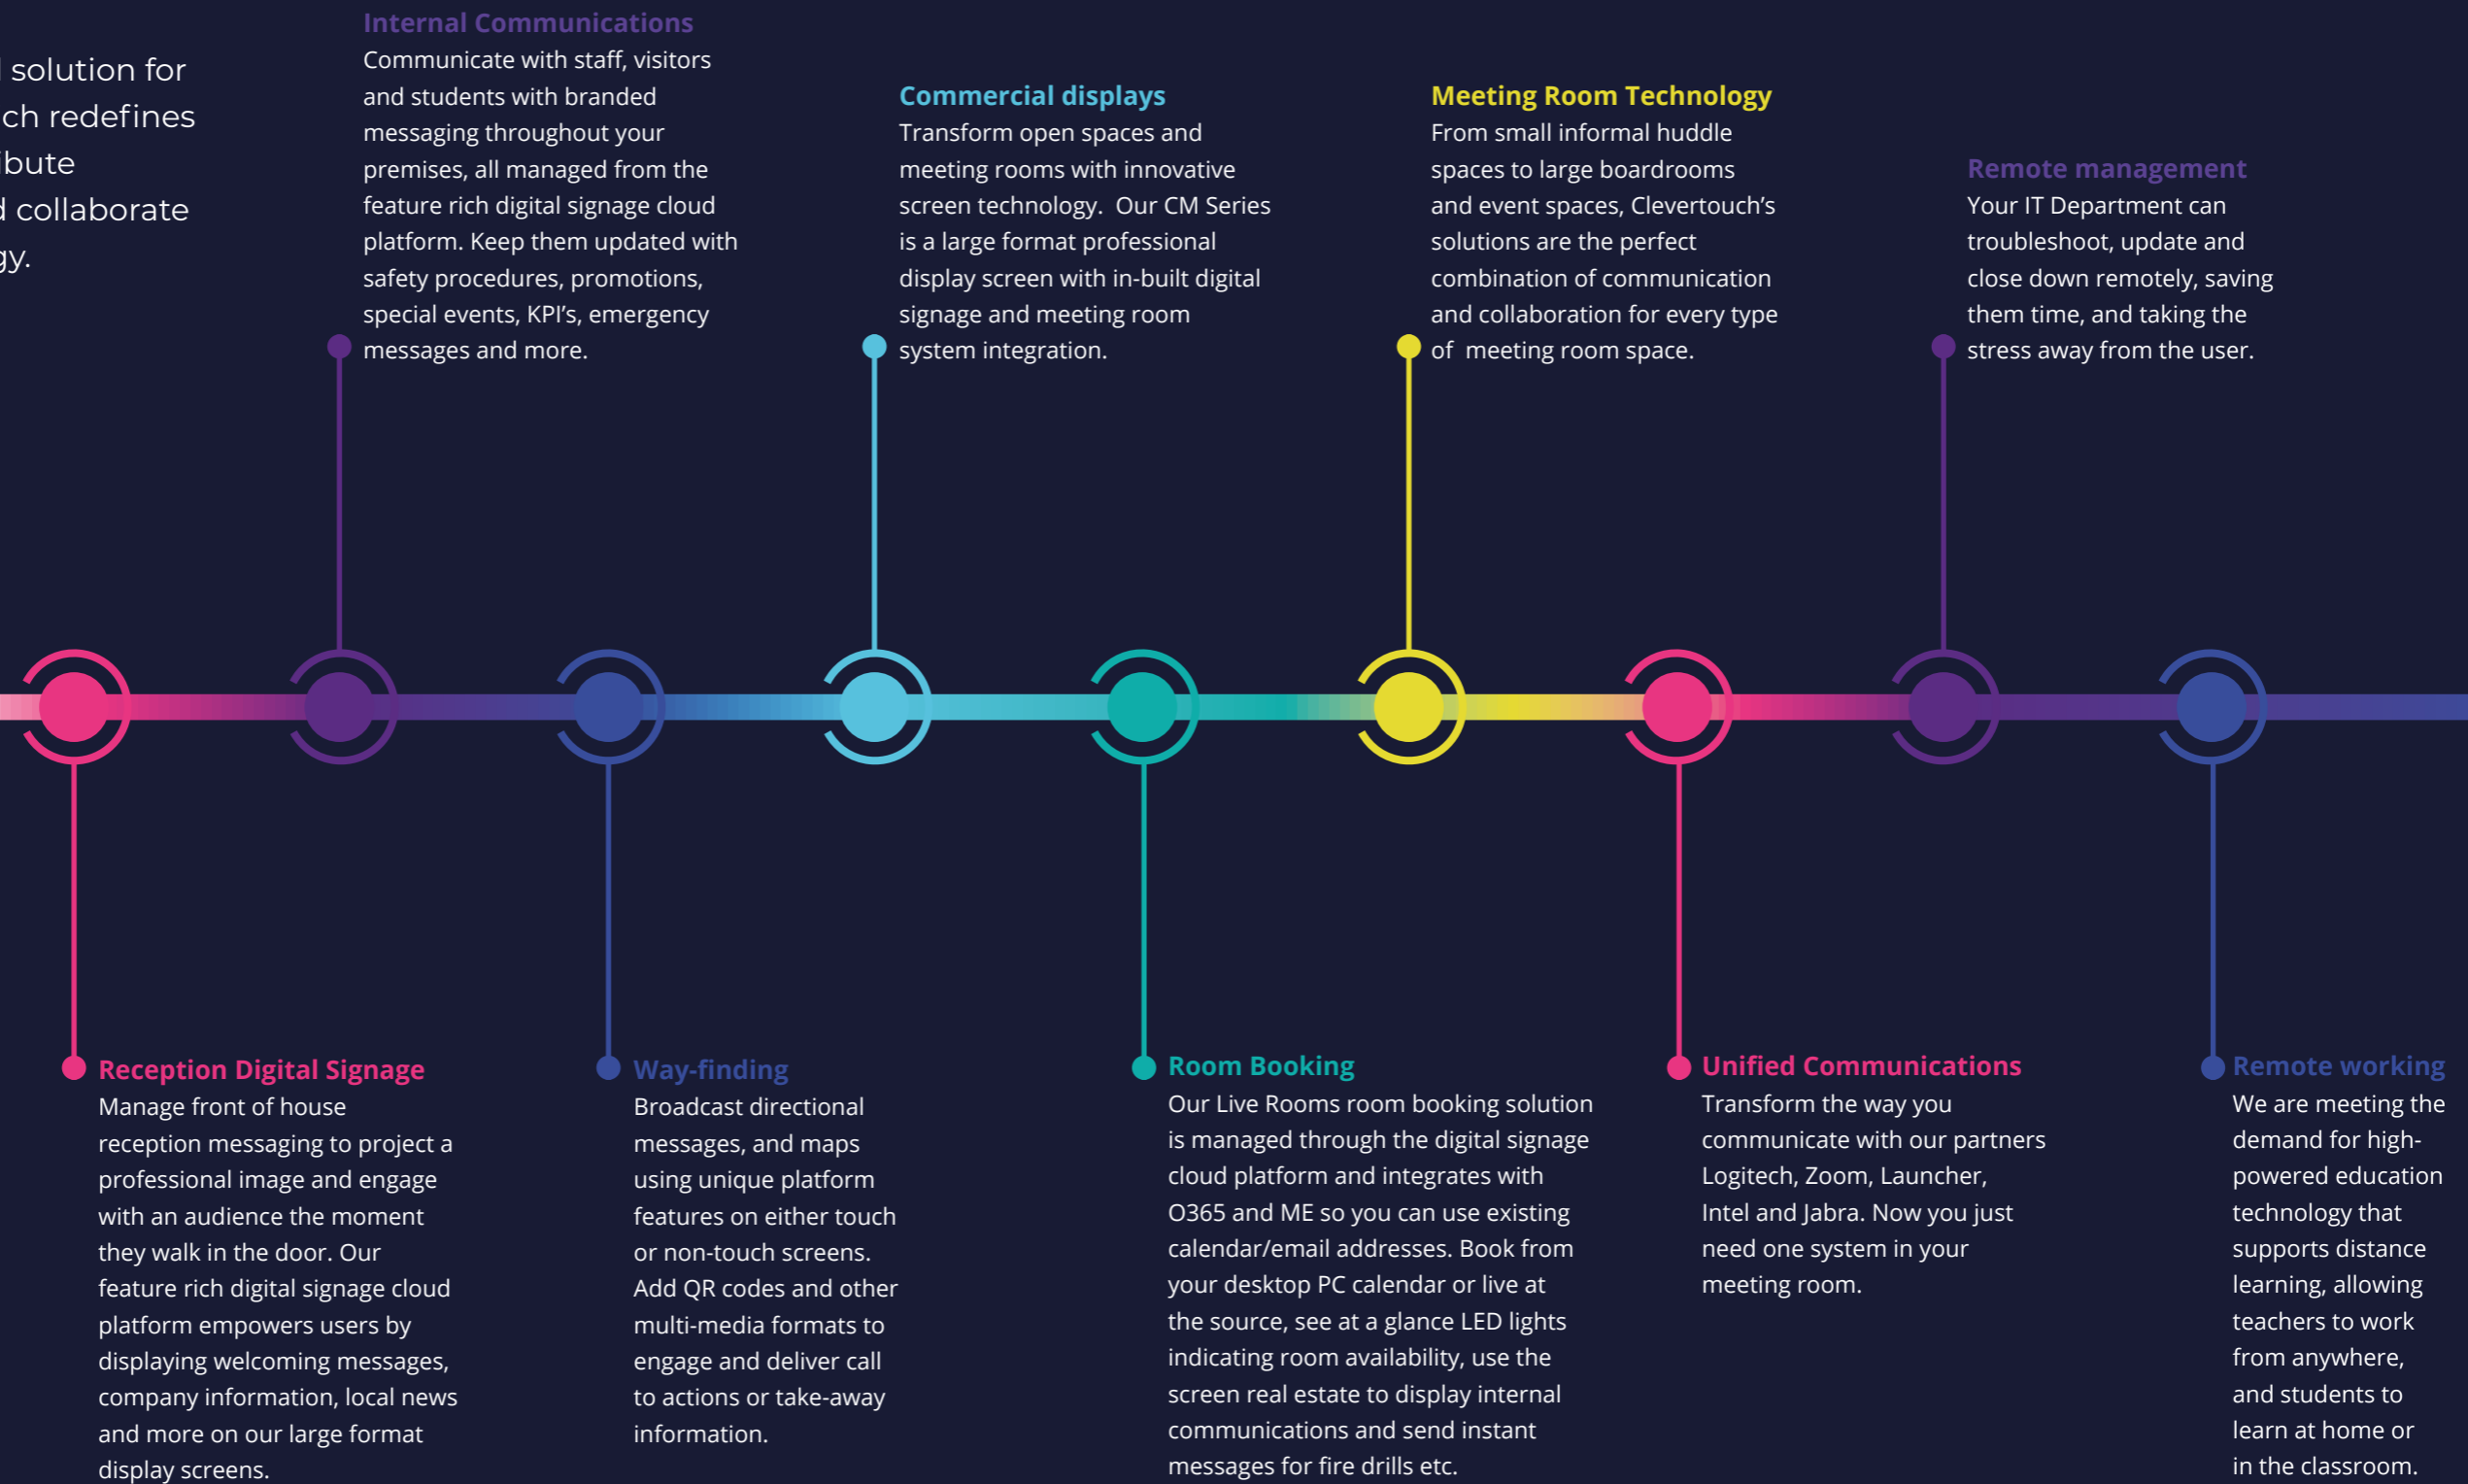 solution for
ch redefines
ibute
collaborate
gy.
Internal Communications
Communicate with staff, visitors
and students with branded
messaging throughout your
premises, all managed from the
feature rich digital signage cloud
platform. Keep them updated with
safety procedures, promotions,
special events, KPI's, emergency
messages and more.
Commercial displays
Transform open spaces and
meeting rooms with innovative
screen technology.  Our CM Series
is a large format professional
display screen with in-built digital
signage and meeting room
system integration.
Meeting Room Technology
From small informal huddle
spaces to large boardrooms
and event spaces, Clevertouch's
solutions are the perfect
combination of communication
and collaboration for every type
of  meeting room space.
Remote management
Your IT Department can
troubleshoot, update and
close down remotely, saving
them time, and taking the
stress away from the user.
Reception Digital Signage
Manage front of house
reception messaging to project a
professional image and engage
with an audience the moment
they walk in the door. Our
feature rich digital signage cloud
platform empowers users by
displaying welcoming messages,
company information, local news
and more on our large format
display screens.
Way-finding
Broadcast directional
messages, and maps
using unique platform
features on either touch
or non-touch screens.
Add QR codes and other
multi-media formats to
engage and deliver call
to actions or take-away
information.
Room Booking
Our Live Rooms room booking solution
is managed through the digital signage
cloud platform and integrates with
O365 and ME so you can use existing
calendar/email addresses. Book from
your desktop PC calendar or live at
the source, see at a glance LED lights
indicating room availability, use the
screen real estate to display internal
communications and send instant
messages for fire drills etc.
Unified Communications
Transform the way you
communicate with our partners
Logitech, Zoom, Launcher,
Intel and Jabra. Now you just
need one system in your
meeting room.
Remote working
We are meeting the
demand for high-
powered education
technology that
supports distance
learning, allowing
teachers to work
from anywhere,
and students to
learn at home or
in the classroom.